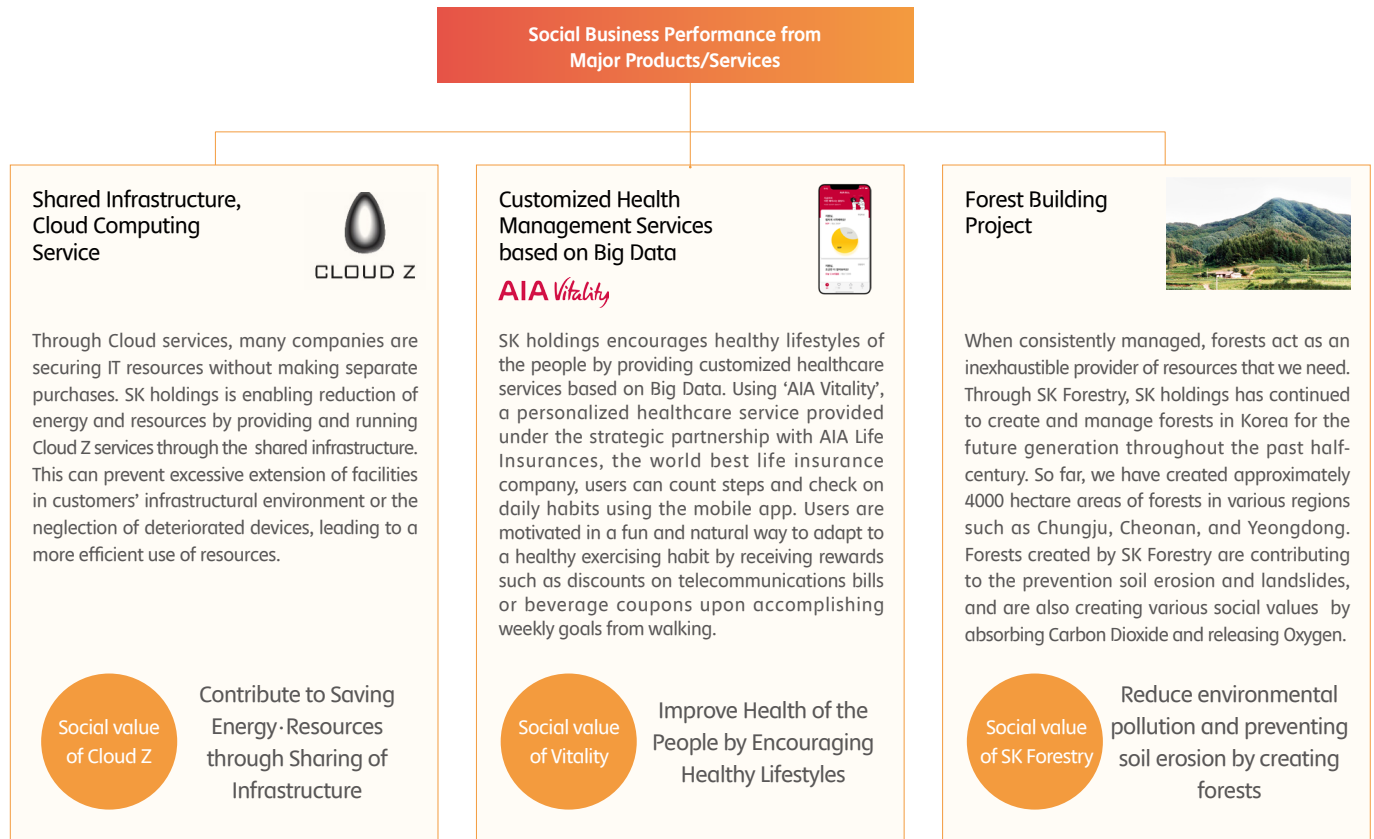 Social Business Performance from
Major Products/Services
Shared Infrastructure,
Cloud Computing
Service
CLOUD Z
Through Cloud services, many companies are
securing IT resources without making separate
purchases. SK holdings is enabling reduction of
energy and resources by providing and running
Cloud Z services through the shared infrastructure.
This can prevent excessive extension of facilities
in customers’ infrastructural environment or the
neglection of deteriorated devices, leading to a
more efficient use of resources.
Social value
of Cloud Z
Contribute to Saving
Energy·Resources
through Sharing of
Infrastructure
Customized Health
Management Services
based on Big Data
AIA Vitality
SK holdings encourages healthy lifestyles of
the people by providing customized healthcare
services based on Big Data. Using ‘AIA Vitality’,
a personalized healthcare service provided
under the strategic partnership with AIA Life
Insurances, the world best life insurance
company, users can count steps and check on
daily habits using the mobile app. Users are
motivated in a fun and natural way to adapt to
a healthy exercising habit by receiving rewards
such as discounts on telecommunications bills
or beverage coupons upon accomplishing
weekly goals from walking.
Social value
of Vitality
Improve Health of the
People by Encouraging
Healthy Lifestyles
Forest Building
Project
When consistently managed, forests act as an
inexhaustible provider of resources that we need.
Through SK Forestry, SK holdings has continued
to create and manage forests in Korea for the
future generation throughout the past half-
century. So far, we have created approximately
4000 hectare areas of forests in various regions
such as Chungju, Cheonan, and Yeongdong.
Forests created by SK Forestry are contributing
to the prevention soil erosion and landslides,
and are also creating various social values by
absorbing Carbon Dioxide and releasing Oxygen.
Social value
of SK Forestry
Reduce environmental
pollution and preventing
soil erosion by creating
forests